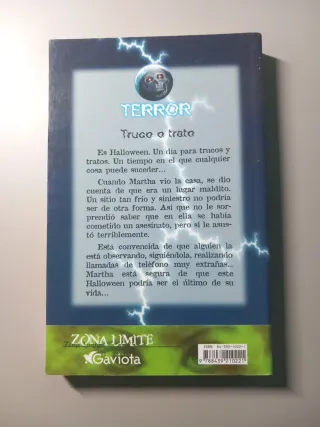 TERROR
Truco o trato
Es Halloween. Un día para trucos y
tratos. Un tiempo en el que cualquier
cosa puede suceder...
Cuando Martha vio la casa, se dio
cuenta de que era un lugar maldito.
Un sitio tan frío y siniestro no podría
ser de otra forma. Así que no le sor-
prendió saber que en ella se había
cometido un asesinato, pero sí le asus-
tó terriblemente.
Está convencida de que alguien la
está observando, siguiéndola, realizando
llamadas de teléfono muy extrañas...
Martha está segura de que este
Halloween podría ser el último de su
vida...
ZONA LIMITE
Gaviota
9 788439 210221